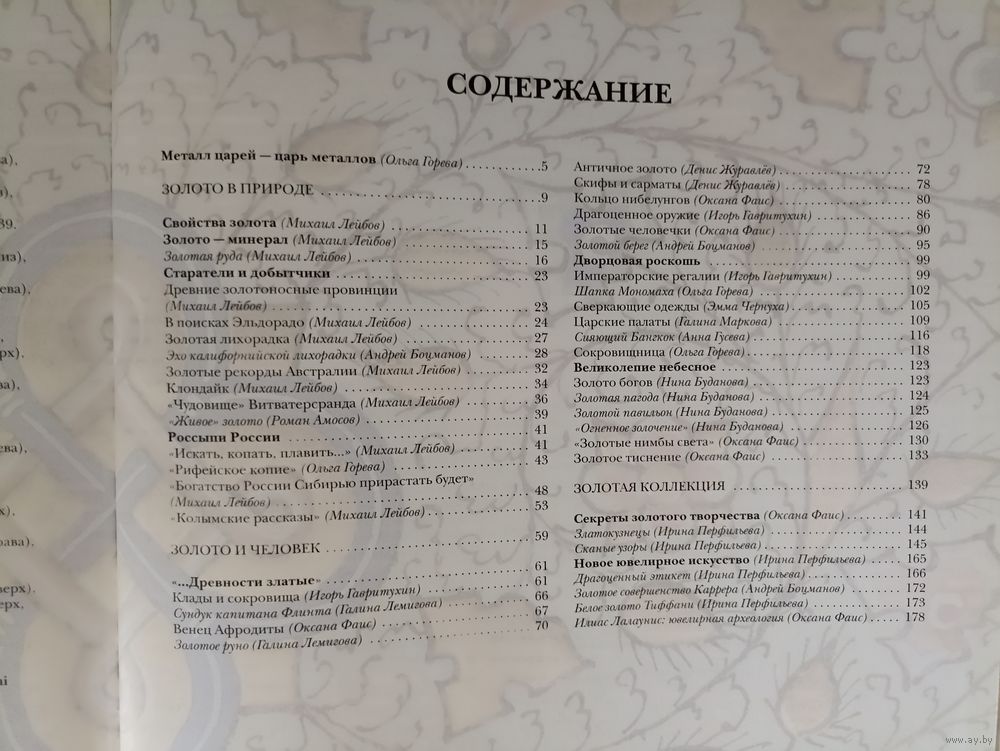 СОДЕРЖАНИЕ
Металл царей — царь металлов (Ольга Горева) 5
ЗОЛОТО В ПРИРОДЕ 9
Свойства золота (Михаил Лейбов) 11
Золото — минерал (Михаил Лейбов) 15
Золотая руда (Михаил Лейбов) 16
Старатели и добытчики 23
Древние золотоносные провинции
(Михаил Лейбов) 23
В поисках Эльдорадо (Михаил Лейбов) 24
Золотая лихорадка (Михаил Лейбов) 27
Эхо калифорнийской лихорадки (Андрей Боцманов) 28
Золотые рекорды Австралии (Михаил Лейбов) 32
Клондайк (Михаил Лейбов) 34
«Чудовище» Витватерсранда (Михаил Лейбов) 36
«Живое» золото (Роман Амосов) 39
Россыпи России 41
«Искать, копать, плавить...» (Михаил Лейбов) 41
«Рифейское копие» (Ольга Горева) 43
«Богатство России Сибирью прирастать будет»
(Михаил Лейбов) 48
«Колымские рассказы» (Михаил Лейбов) 53
ЗОЛОТО И ЧЕЛОВЕК 59
«...Древности златые» 61
Клады и сокровища (Игорь Гавритухин) 61
Сундук капитана Флинта (Галина Лемигова) 66
Венец Афродиты (Оксана Фаис) 67
Золотое руно (Галина Лемигова) 70
Античное золото (Денис Журавлёв) 72
Скифы и сарматы (Денис Журавлёв) 78
Кольцо нибелунгов (Оксана Фаис) 80
Драгоценное оружие (Игорь Гавритухин) 86
Золотые человечки (Оксана Фаис) 90
Золотой берег (Андрей Боцманов) 95
Дворцовая роскошь 99
Императорские регалии (Игорь Гавритухин) 99
Шапка Мономаха (Ольга Горева) 102
Сверкающие одежды (Эмма Чернуха) 105
Царские палаты (Галина Маркова) 109
Сияющий Бангкок (Анна Гусева) 116
Сокровищница (Ольга Горева) 118
Великолепие небесное 123
Золото богов (Нина Буданова) 123
Золотая пагода (Нина Буданова) 124
Золотой павильон (Нина Буданова) 125
«Огненное золочение» (Нина Буданова) 126
«Золотые нимбы света» (Оксана Фаис) 130
Золотое тиснение (Оксана Фаис) 133
ЗОЛОТАЯ КОЛЛЕКЦИЯ 139
Секреты золотого творчества (Оксана Фаис) 141
Златокузнецы (Ирина Перфильева) 144
Сканые узоры (Ирина Перфильева) 145
Новое ювелирное искусство (Ирина Перфильева) 165
Драгоценный этикет (Ирина Перфильева) 166
Золотое совершенство Каррера (Андрей Боцманов) 172
Белое золото Тиффани (Ирина Перфильева) 173
Илиас Лалаунис: ювелирная археология (Оксана Фаис) 178
www.ay.by